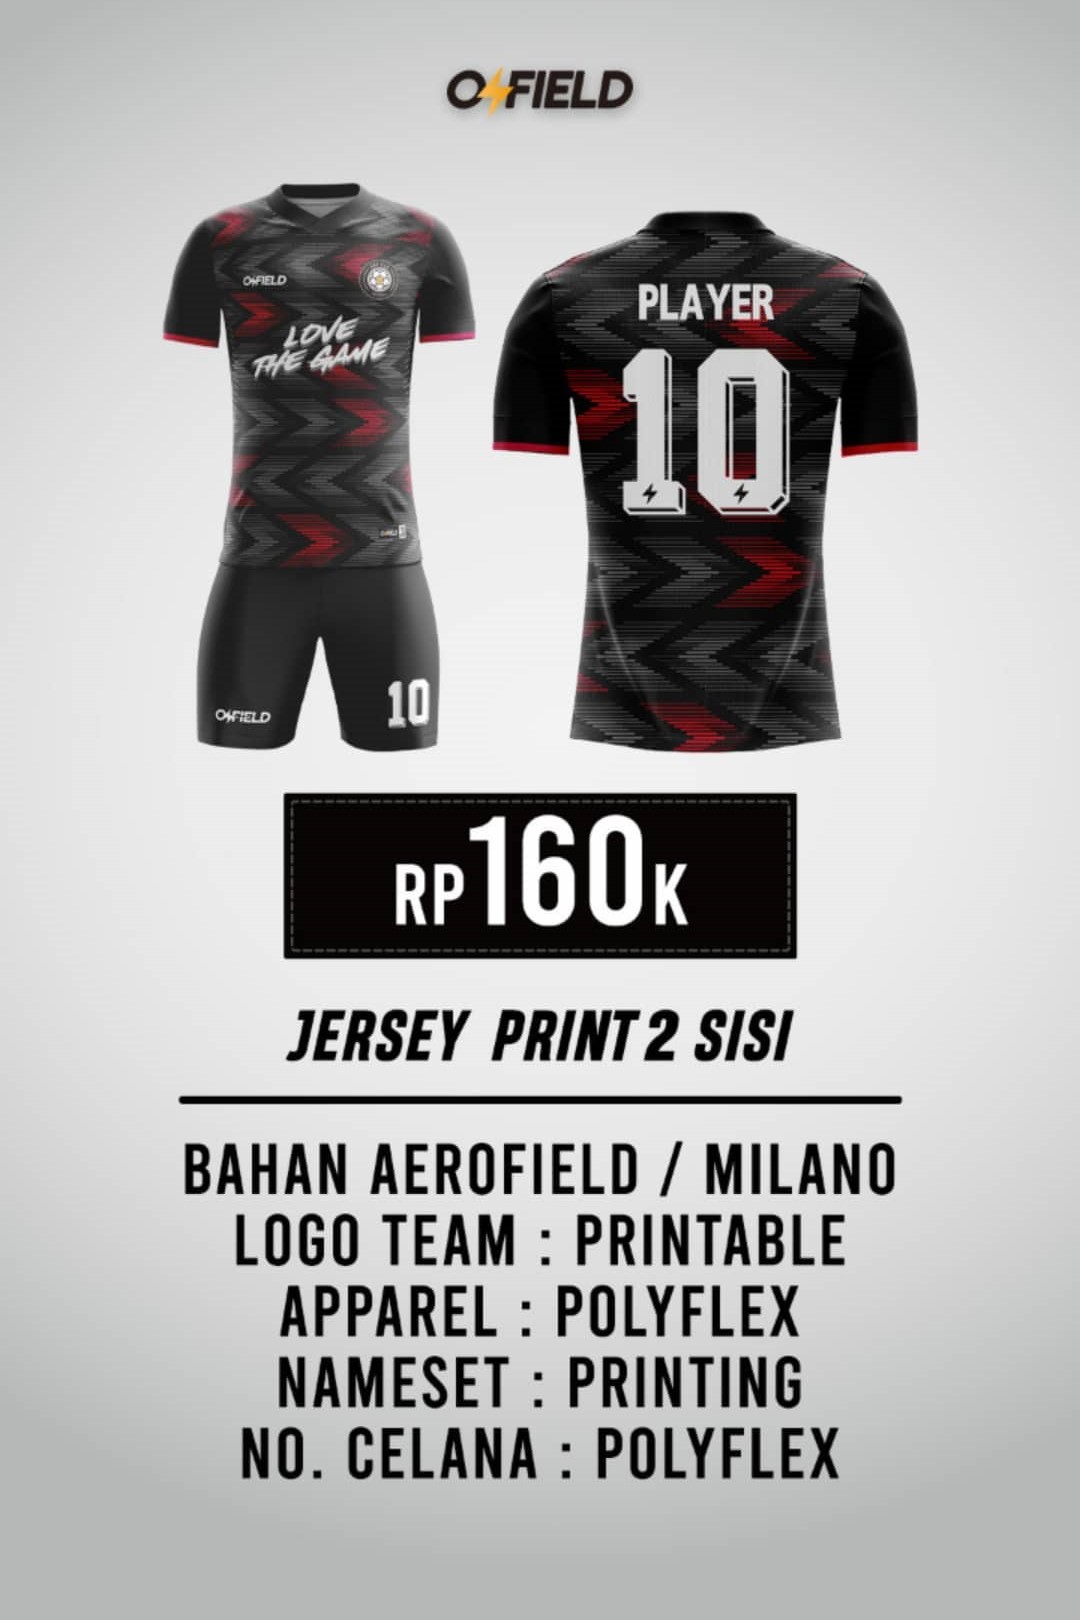 OFIELD
OFIELD
LOVE
THE GAME
OFIELD
10
PLAYER
10
RP160K
JERSEY PRINT 2 SISI
BAHAN AEROFIELD / MILANO
LOGO TEAM : PRINTABLE
APPAREL : POLYFLEX
NAMESET : PRINTING
NO. CELANA : POLYFLEX